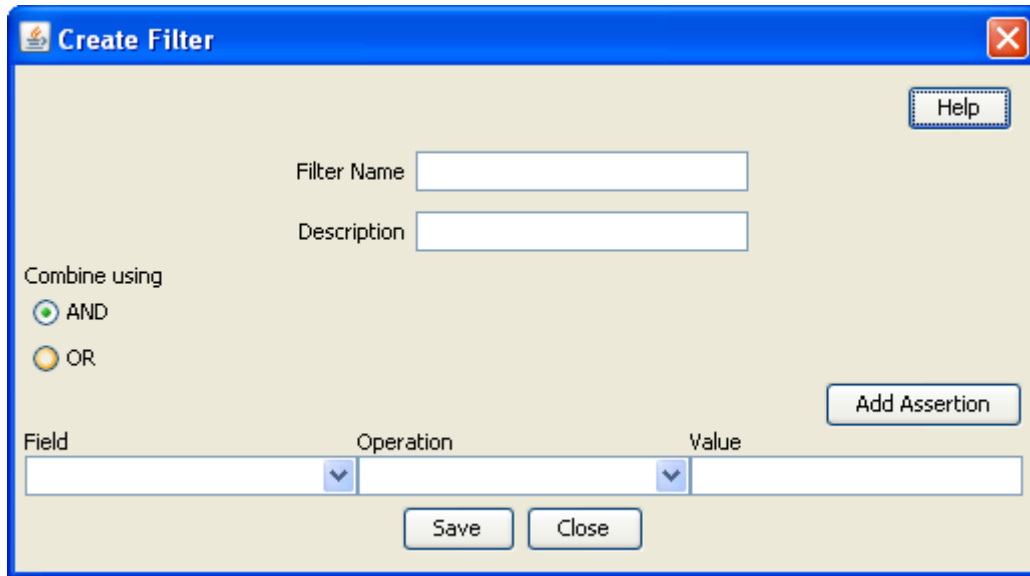 Create Filter
Help
Filter Name
Description
Combine using
AND
OR
Add Assertion
Field Operation Value
Save Close